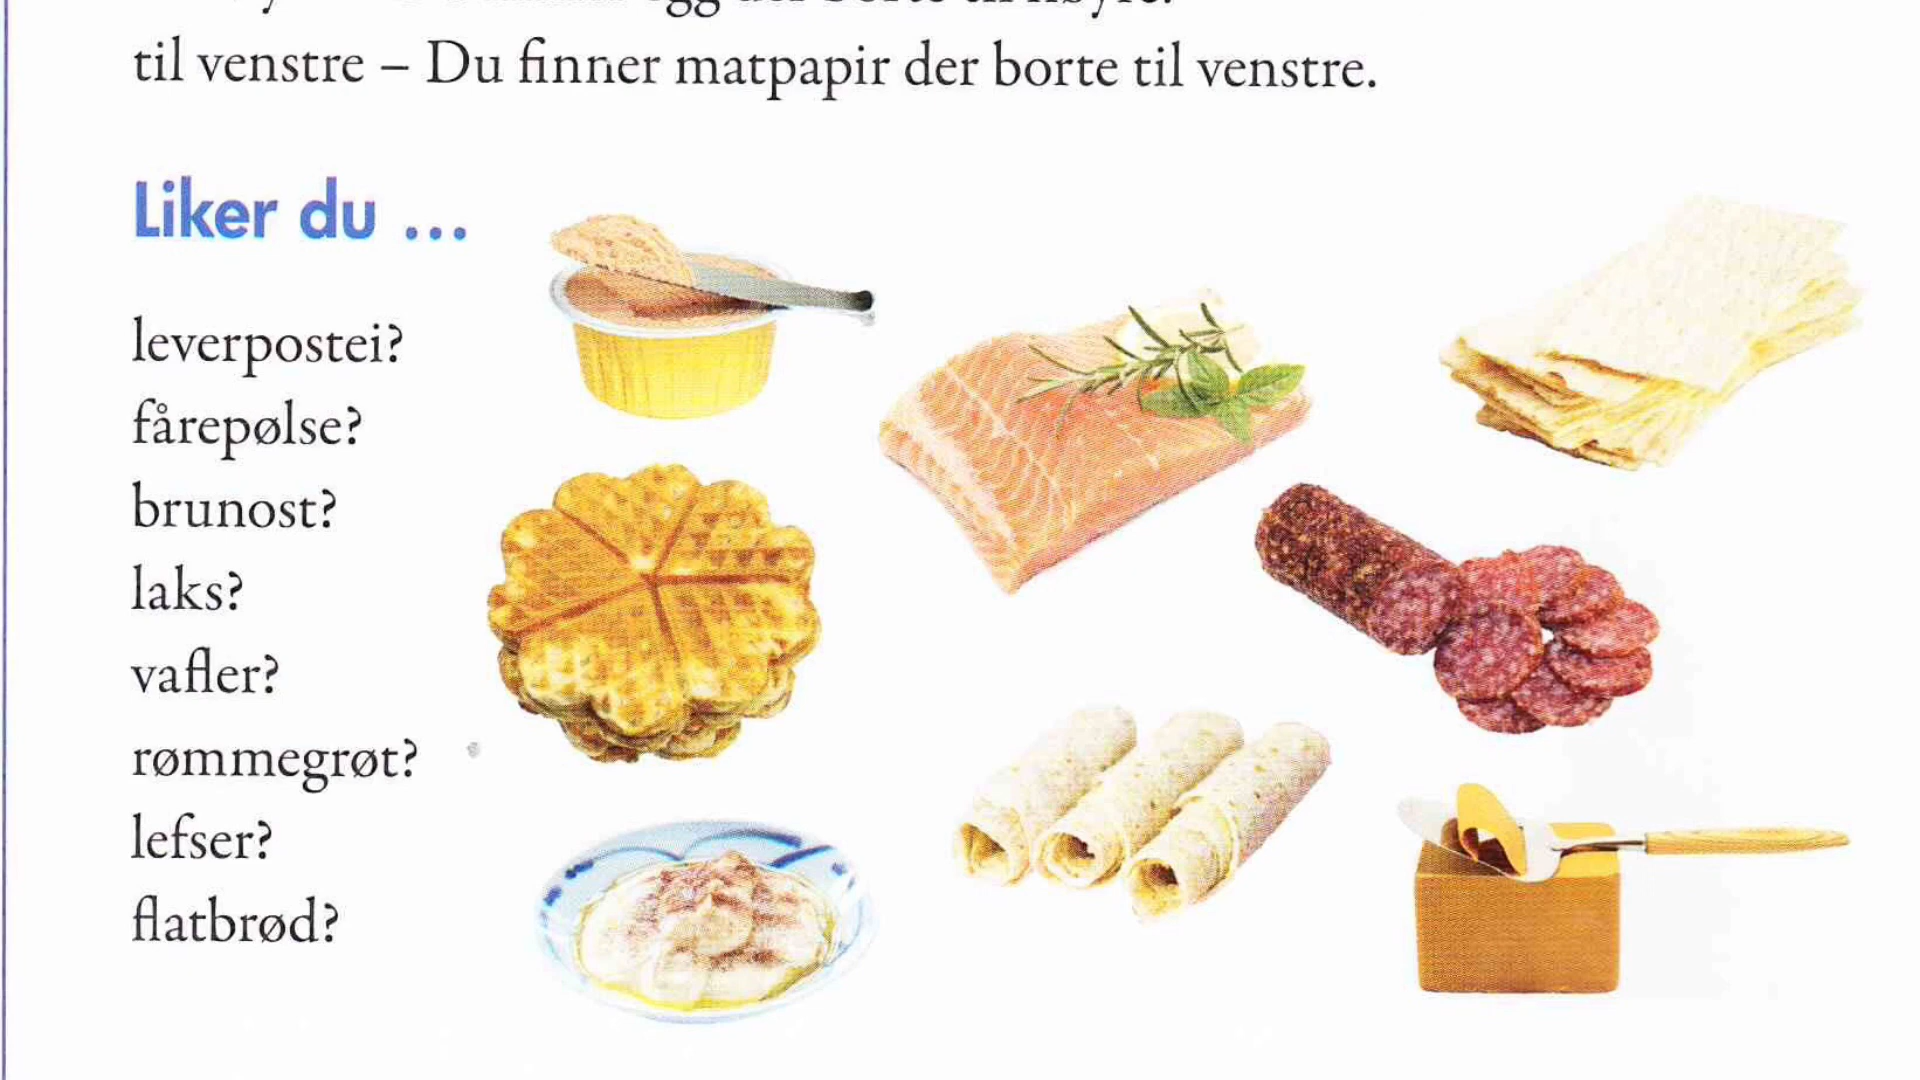 til venstre – Du finner matpapir der borte til venstre.
Liker du ...
leverpostei?
fårepølse?
brunost?
laks?
vafler?
rømmegrøt?
lefser?
flatbrød?